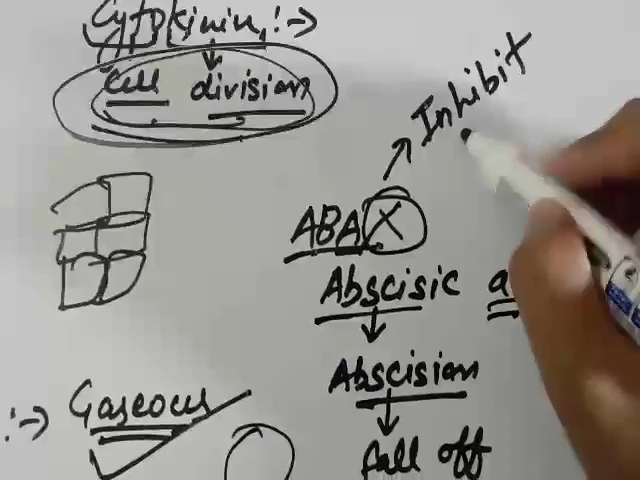 Cytokinin :->
Cell division
Inhibit
ABA X
Abscisic a
Abscision
fall off
:-> Gaseous